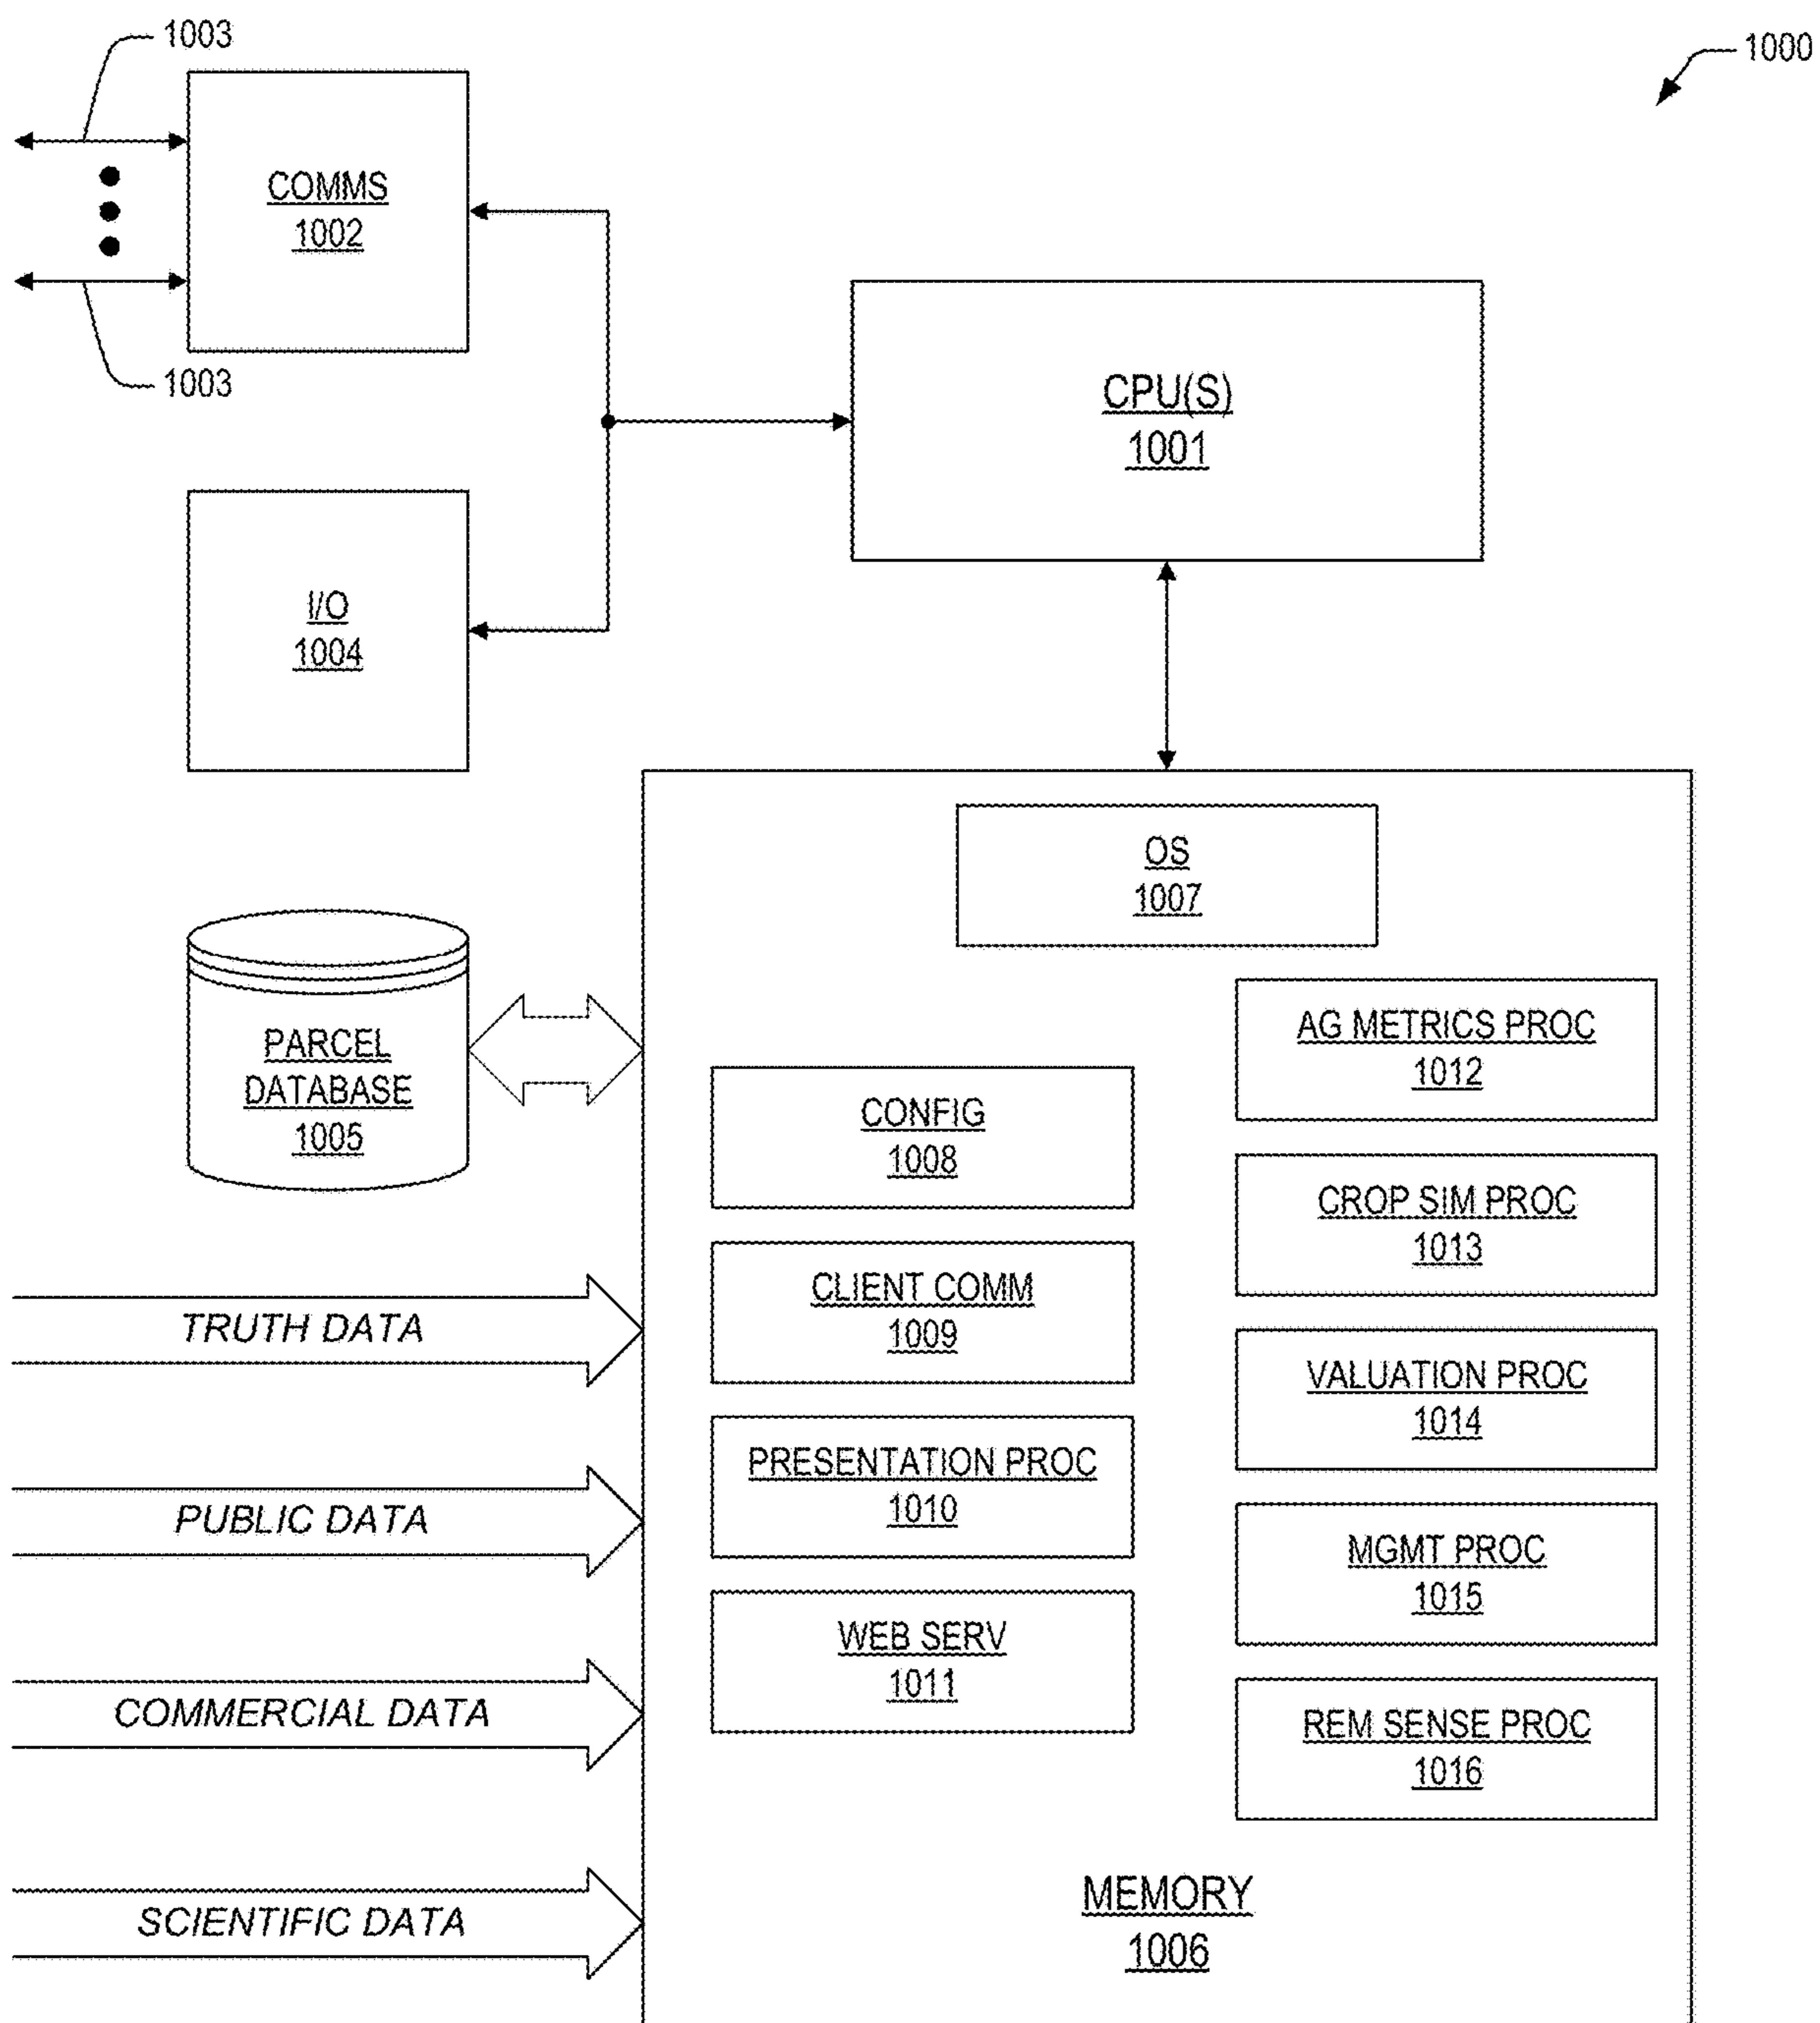 1003
1000
COMMS
1002
1003
CPU(S)
1001
I/O
1004
OS
1007
PARCEL
DATABASE
1005
AG METRICS PROC
1012
CONFIG
1008
CROP SIM PROC
1013
CLIENT COMM
1009
TRUTH DATA
VALUATION PROC
1014
PRESENTATION PROC
1010
PUBLIC DATA
MGMT PROC
1015
WEB SERV
1011
COMMERCIAL DATA
REM SENSE PROC
1016
SCIENTIFIC DATA
MEMORY
1006